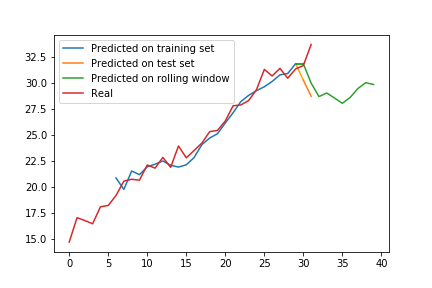 Predicted on training set
Predicted on test set
Predicted on rolling window
Real
32.5
30.0
27.5
25.0
22.5
20.0
17.5
15.0
0 5 10 15 20 25 30 35 40